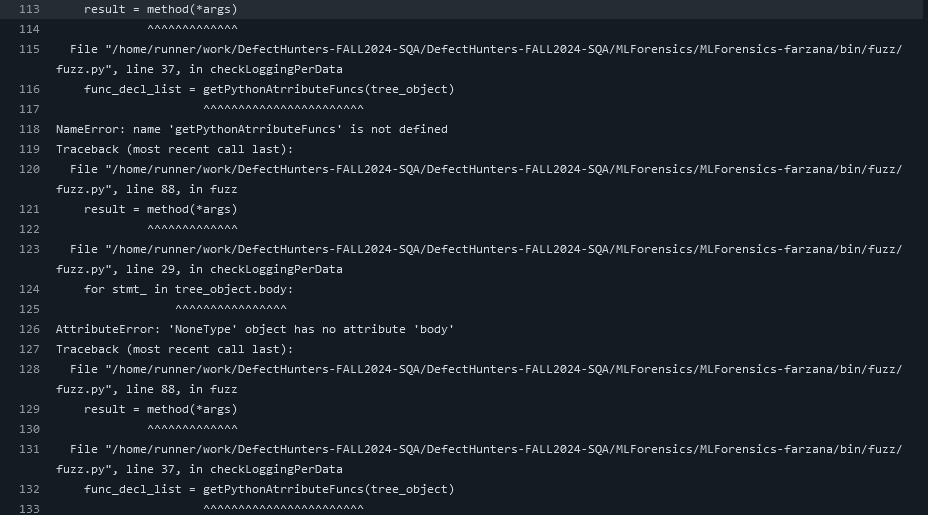 113 result = method(*args)
114 ^^^^^^^^^^^^^
115 File "/home/runner/work/DefectHunters-FALL2024-SQA/DefectHunters-FALL2024-SQA/MLForensics/MLForensics-farzana/bin/fuzz/
fuzz.py", line 37, in checkLoggingPerData
116 func_decl_list = getPythonAtrributeFuncs(tree_object)
117 ^^^^^^^^^^^^^^^^^^^^^^^
118 NameError: name 'getPythonAtrributeFuncs' is not defined
119 Traceback (most recent call last):
120 File "/home/runner/work/DefectHunters-FALL2024-SQA/DefectHunters-FALL2024-SQA/MLForensics/MLForensics-farzana/bin/fuzz/
fuzz.py", line 88, in fuzz
121 result = method(*args)
122 ^^^^^^^^^^^^^
123 File "/home/runner/work/DefectHunters-FALL2024-SQA/DefectHunters-FALL2024-SQA/MLForensics/MLForensics-farzana/bin/fuzz/
fuzz.py", line 29, in checkLoggingPerData
124 for stmt_ in tree_object.body:
125 ^^^^^^^^^^^^^^^^
126 AttributeError: 'NoneType' object has no attribute 'body'
127 Traceback (most recent call last):
128 File "/home/runner/work/DefectHunters-FALL2024-SQA/DefectHunters-FALL2024-SQA/MLForensics/MLForensics-farzana/bin/fuzz/
fuzz.py", line 88, in fuzz
129 result = method(*args)
130 ^^^^^^^^^^^^^
131 File "/home/runner/work/DefectHunters-FALL2024-SQA/DefectHunters-FALL2024-SQA/MLForensics/MLForensics-farzana/bin/fuzz/
fuzz.py", line 37, in checkLoggingPerData
132 func_decl_list = getPythonAtrributeFuncs(tree_object)
133 ^^^^^^^^^^^^^^^^^^^^^^^